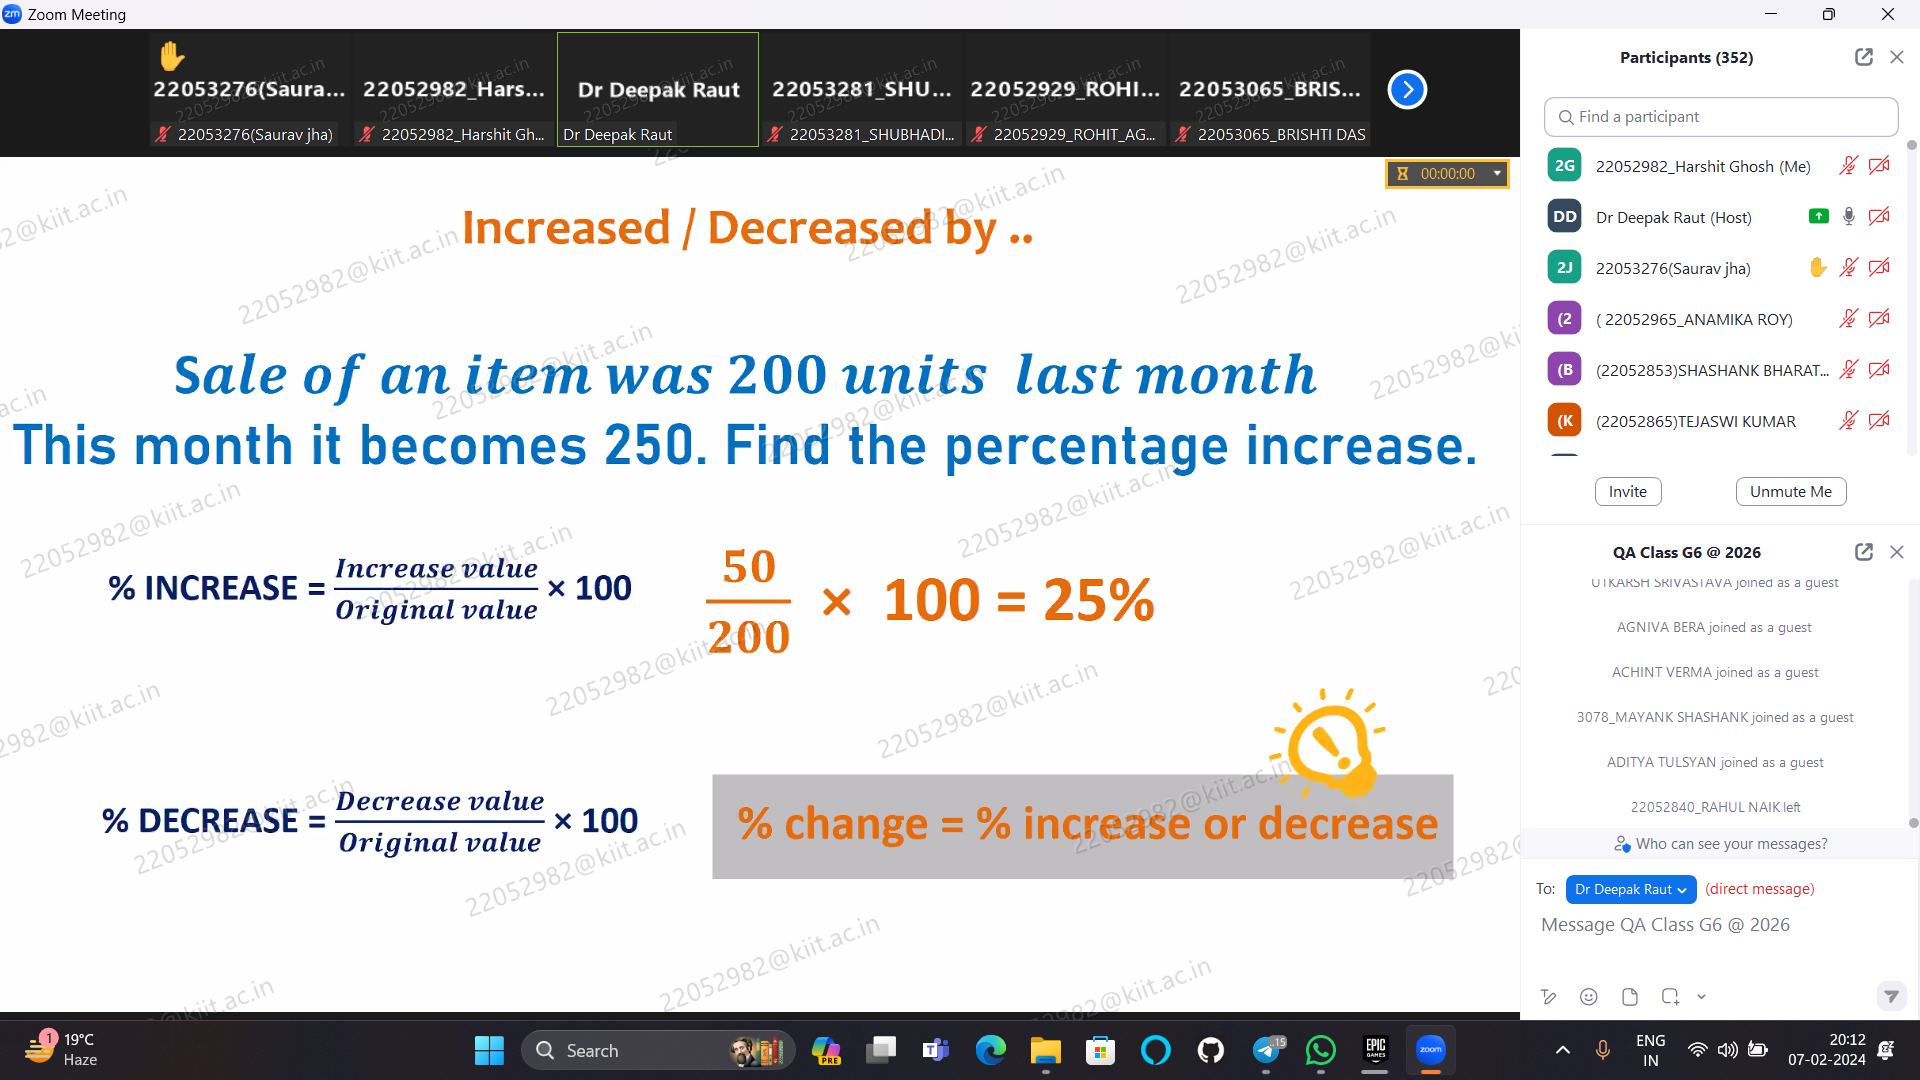 Zoom Meeting
22053276(Saura... 22052982_Hars... Dr Deepak Raut 22053281_SHU... 22052929_ROHI... 22053065_BRIS...
22053276(Saurav jha) 22052982_Harshit Gh... Dr Deepak Raut 22053281_SHUBHADI... 22052929_ROHIT_AG... 22053065_BRISHTI DAS
00:00:00
Increased / Decreased by ..
Sale of an item was 200 units last month
This month it becomes 250. Find the percentage increase.
% INCREASE = Increase value / Original value × 100
50 / 200 × 100 = 25%
% DECREASE = Decrease value / Original value × 100
% change = % increase or decrease
22052982@kiit.ac.in
Participants (352)
Find a participant
2G 22052982_Harshit Ghosh (Me)
DD Dr Deepak Raut (Host)
2J 22053276(Saurav jha)
(2 ( 22052965_ANAMIKA ROY)
(B (22052853)SHASHANK BHARAT...
(K (22052865)TEJASWI KUMAR
Invite Unmute Me
QA Class G6 @ 2026
UTKARSH SRIVASTAVA joined as a guest
AGNIVA BERA joined as a guest
ACHINT VERMA joined as a guest
3078_MAYANK SHASHANK joined as a guest
ADITYA TULSYAN joined as a guest
22052840_RAHUL NAIK left
Who can see your messages?
To: Dr Deepak Raut (direct message)
Message QA Class G6 @ 2026
1 19°C
Haze
Search
PRE
15
EPIC GAMES
zoom
ENG
IN
20:12
07-02-2024